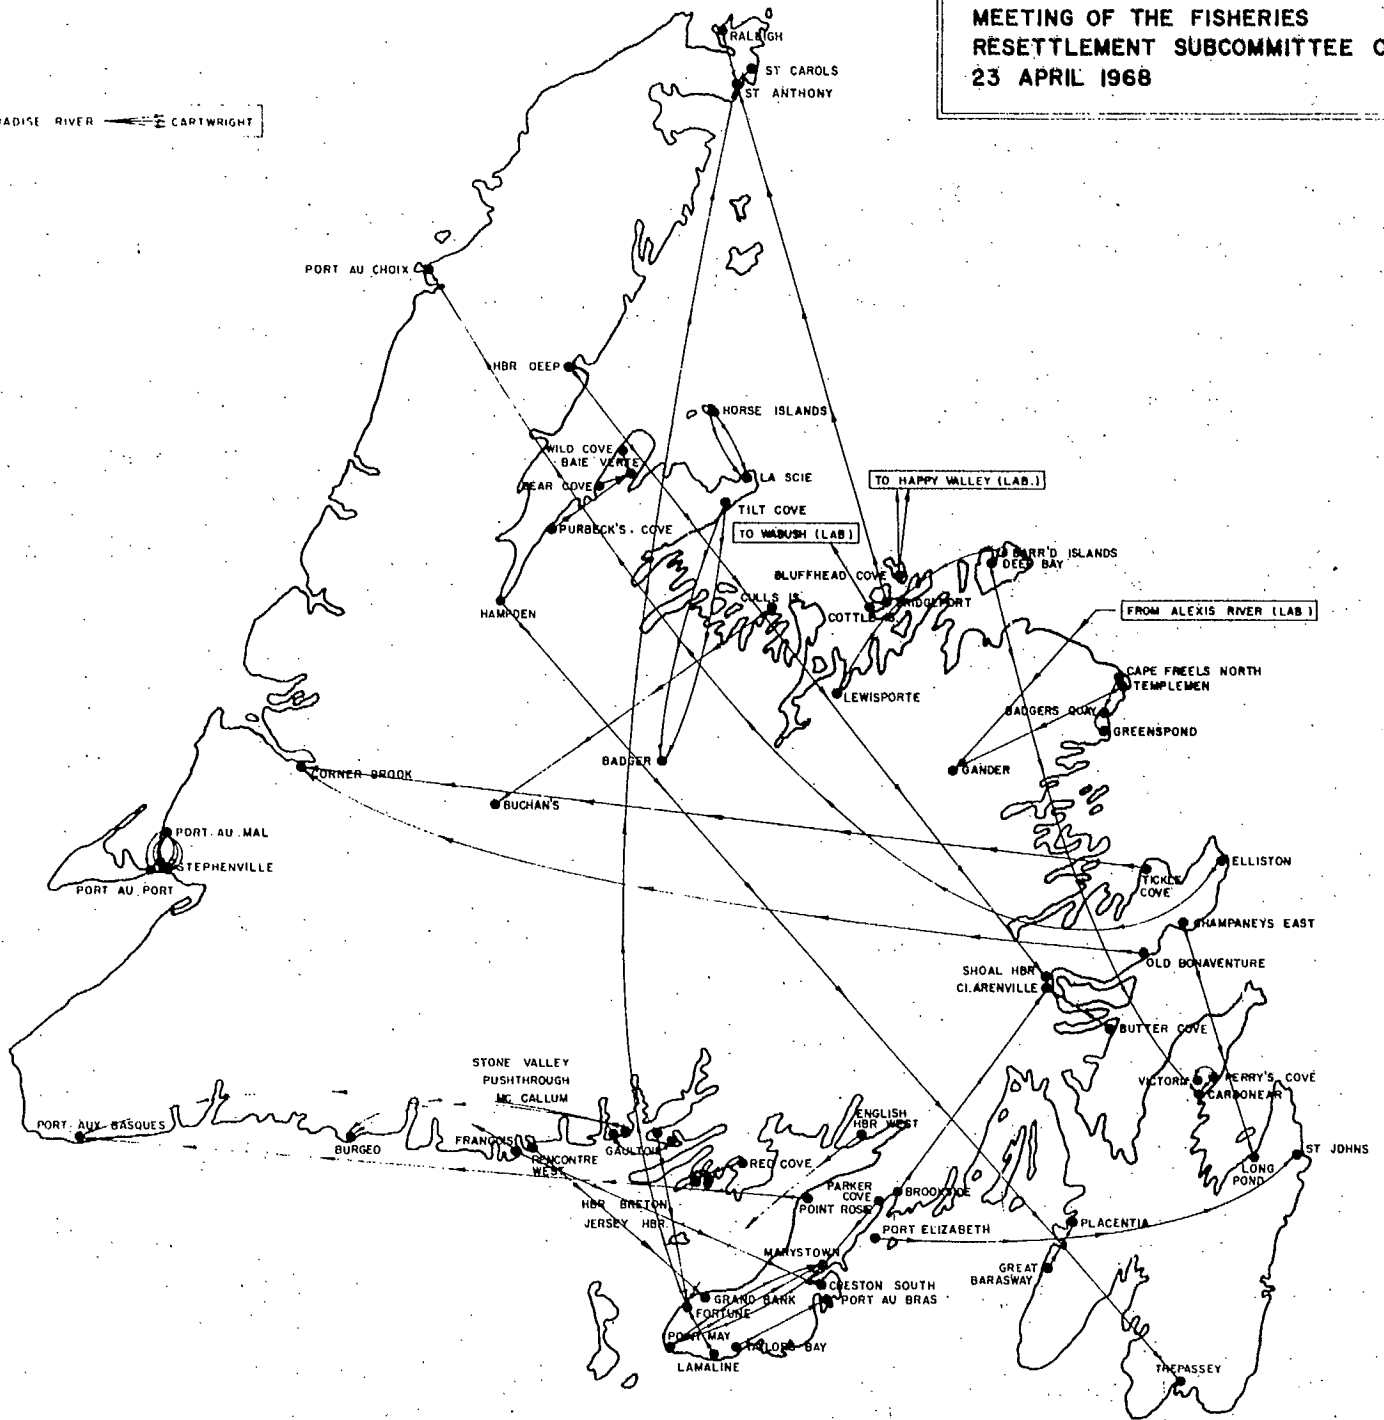 MEETING OF THE FISHERIES
RESETTLEMENT SUBCOMMITTEE
23 APRIL 1968
RALEIGH
ST CAROLS
ST ANTHONY
RIVER
CARTWRIGHT
PORT AU CHOIX
HBR DEEP
HORSE ISLANDS
WILD COVE
BAIE VERTE
BEAR COVE
LA SCIE
TO HAPPY VALLEY (LAB.)
TILT COVE
PURBECK'S COVE
TO WABUSH (LAB)
BARR'D ISLANDS
DEEP BAY
BLUFFHEAD COVE
CULLS IS.
BRIDGEPORT
COTTLE IS.
HAMPDEN
FROM ALEXIS RIVER (LAB)
CAPE FREELS NORTH
TEMPLEMEN
LEWISPORTE
BADGERS QUAY
GREENSPOND
BADGER
GANDER
CORNER BROOK
BUCHAN'S
PORT AU MAL
STEPHENVILLE
PORT AU PORT
ELLISTON
TICKLE
COVE
CHAMPANEYS EAST
OLD BONAVENTURE
SHOAL HBR
CLARENVILLE
BUTTER COVE
STONE VALLEY
PUSHTHROUGH
MC CALLUM
VICTORIA
PERRY'S COVE
CARBONEAR
PORT AUX BASQUES
BURGEO
FRANCOIS
RENCONTRE
WEST
GAULTOIS
ENGLISH
HBR WEST
RED COVE
ST JOHNS
LONG
POND
HBR BRETON
JERSEY HBR.
PARKER
COVE
BROOKSIDE
POINT ROSIE
PORT ELIZABETH
PLACENTIA
MARYSTOWN
GREAT
BARASWAY
CRESTON SOUTH
GRAND BANK
PORT AU BRAS
FORTUNE
POINT MAY
TAYLORS BAY
LAMALINE
TREPASSEY